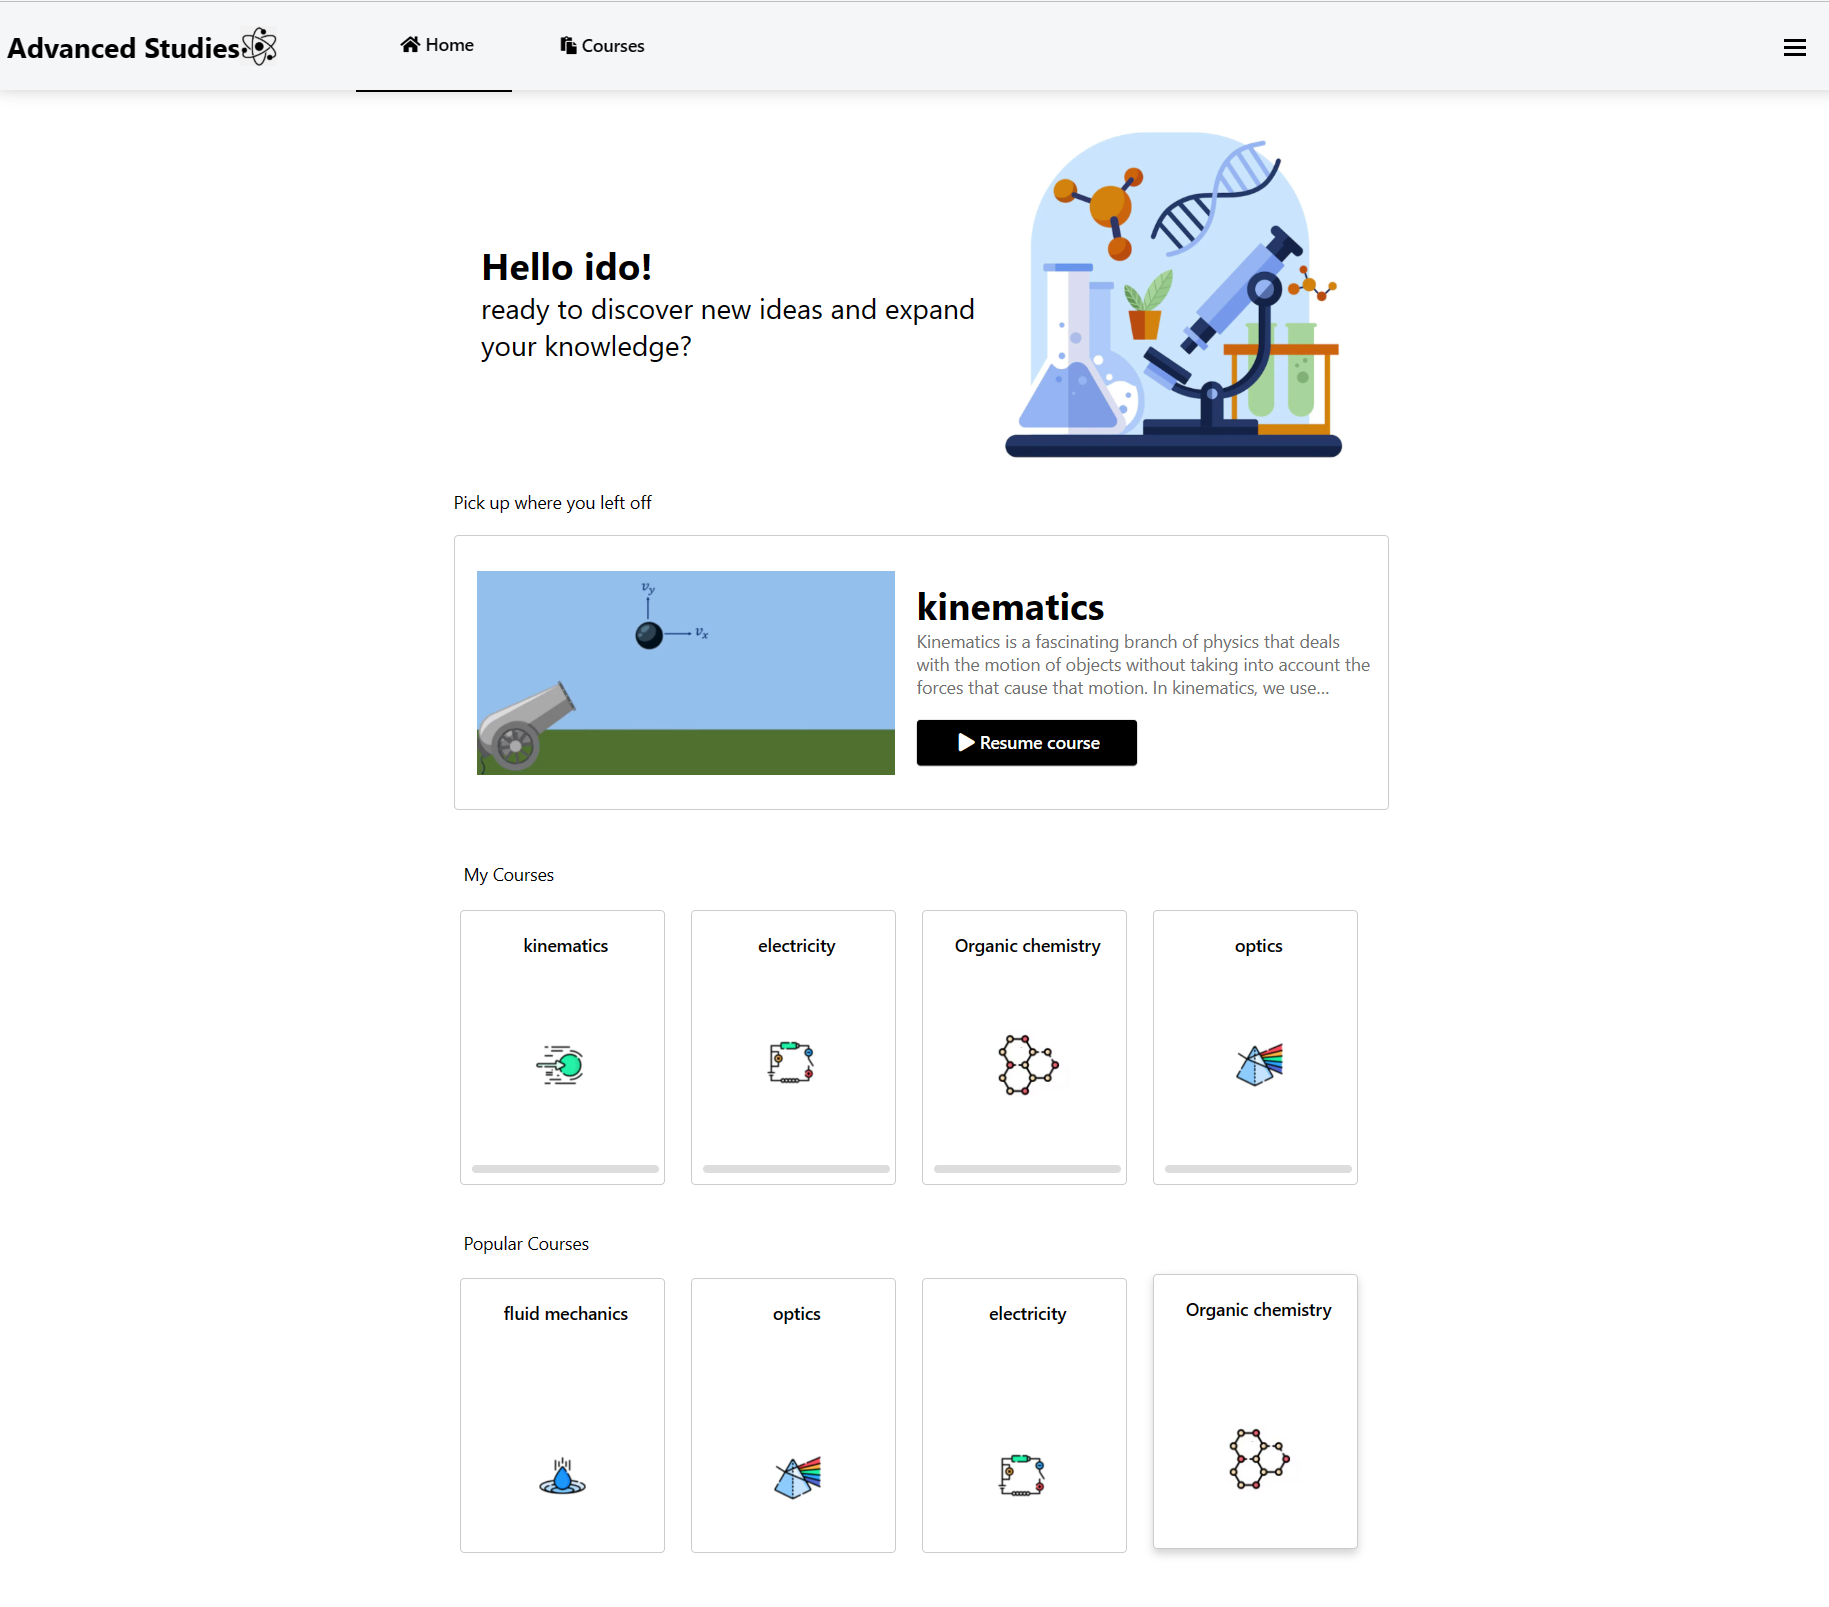 Advanced Studies
Home
Courses
Hello ido!
ready to discover new ideas and expand
your knowledge?
Pick up where you left off
v_y
v_x
kinematics
Kinematics is a fascinating branch of physics that deals
with the motion of objects without taking into account the
forces that cause that motion. In kinematics, we use...
Resume course
My Courses
kinematics
electricity
Organic chemistry
optics
Popular Courses
fluid mechanics
optics
electricity
Organic chemistry